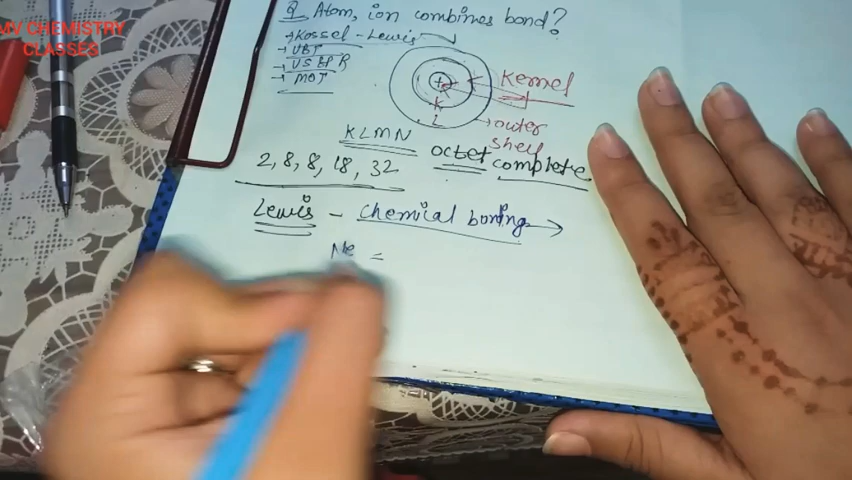 MV CHEMISTRY
CLASSES
Q Atom, ion combines bond?
→ Kossel - Lewis
→ VBT
→ VSEPR
→ MOT
+
K
L
Kernel
→ outer
shell
KLMN
2, 8, 8, 18, 32
octet complete
Lewis - Chemical bonding →
Ne =